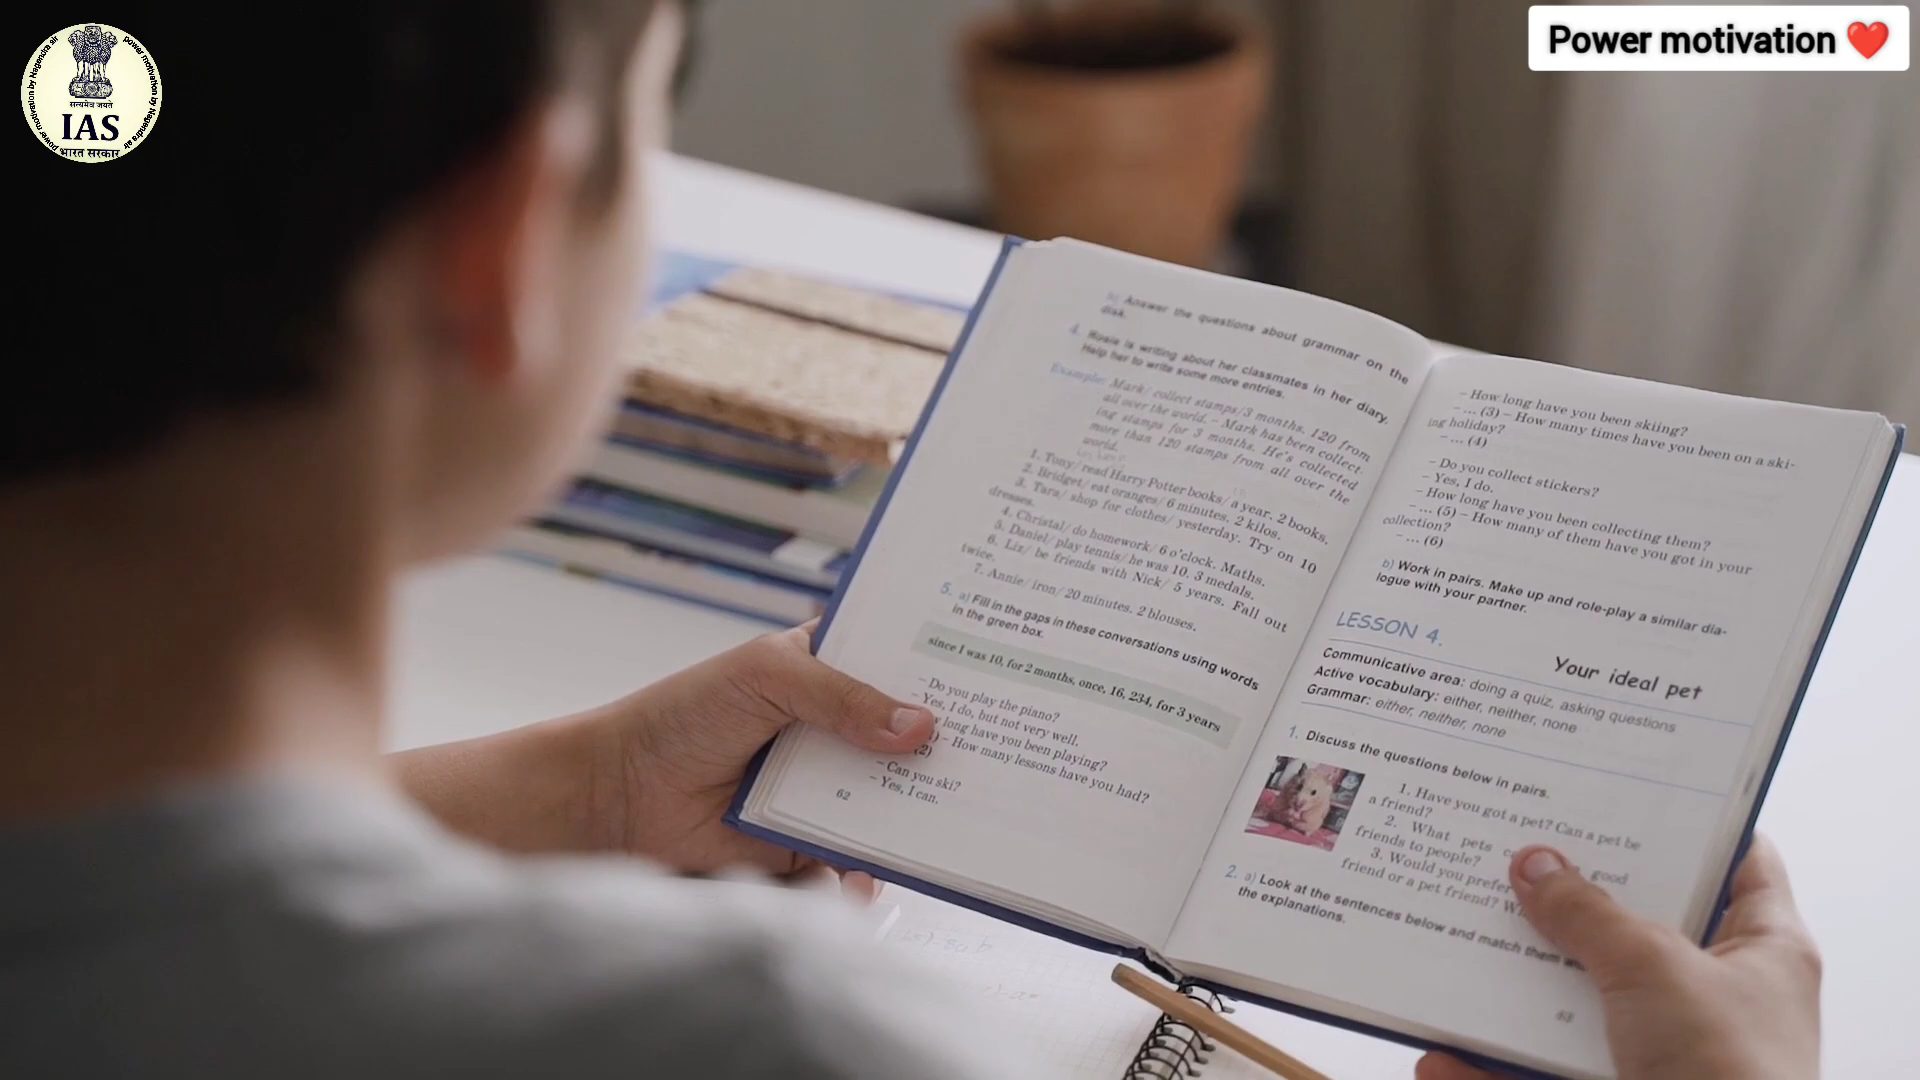 Power motivation ❤️
power motivation by Nagendra sir
power motivation by Nagendra sir
सत्यमेव जयते
IAS
भारत सरकार
b) Answer the questions about grammar on the
disk.
4. Rosie is writing about her classmates in her diary.
Help her to write some more entries.
Example: Mark/ collect stamps/3 months. 120 from
all over the world. – Mark has been collect-
ing stamps for 3 months. He's collected
more than 120 stamps from all over the
world.
1. Tony/ read Harry Potter books/ a year. 2 books.
2. Bridget/ eat oranges/ 6 minutes. 2 kilos.
3. Tara/ shop for clothes/ yesterday. Try on 10
dresses.
4. Christal/ do homework/ 6 o'clock. Maths.
5. Daniel/ play tennis/ he was 10. 3 medals.
6. Liz/ be friends with Nick/ 5 years. Fall out
twice.
7. Annie/ iron/ 20 minutes. 2 blouses.
5. a) Fill in the gaps in these conversations using words
in the green box.
since I was 10, for 2 months, once, 16, 234, for 3 years
– Do you play the piano?
– Yes, I do, but not very well.
long have you been playing?
– How many lessons have you had?
(2)
– Can you ski?
– Yes, I can.
62
– How long have you been skiing?
– ... (3) – How many times have you been on a ski-
ing holiday?
– ... (4)
– Do you collect stickers?
– Yes, I do.
– How long have you been collecting them?
– ... (5) – How many of them have you got in your
collection?
– ... (6)
b) Work in pairs. Make up and role-play a similar dia-
logue with your partner.
LESSON 4.
Your ideal pet
Communicative area: doing a quiz, asking questions
Active vocabulary: either, neither, none
Grammar: either, neither, none
1. Discuss the questions below in pairs.
1. Have you got a pet? Can a pet be
a friend?
2. What pets good
friends to people?
3. Would you prefer
friend or a pet friend?
2. a) Look at the sentences below and match them
the explanations.
63